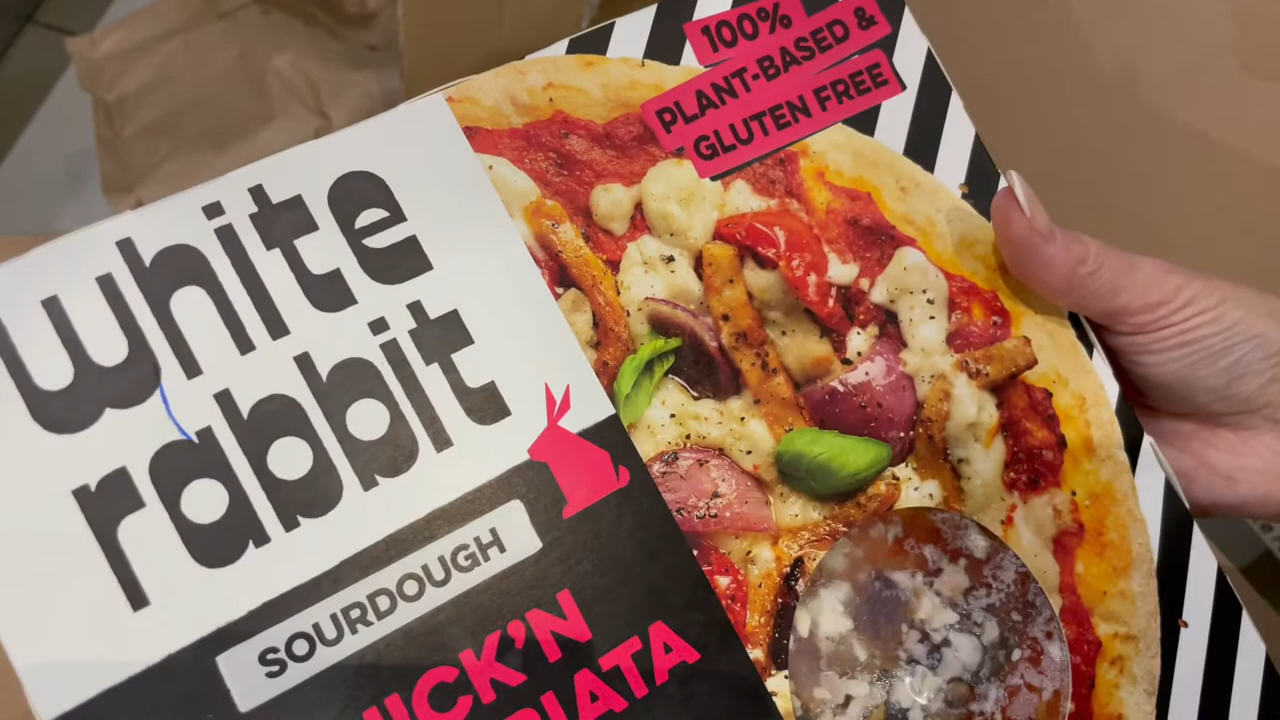 100%
PLANT-BASED &
GLUTEN FREE
white
rabbit
SOURDOUGH